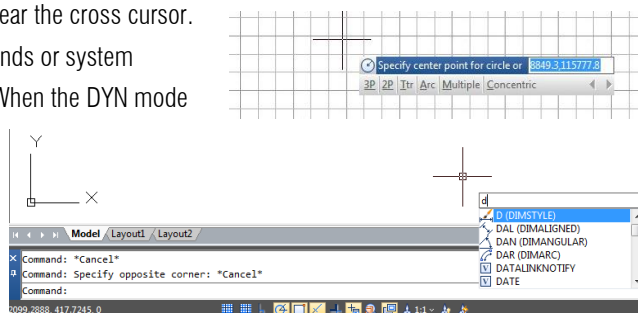 ear the cross cursor.
nds or system
When the DYN mode
Specify center point for circle or 8849.3,115777.8
3P 2P Ttr Arc Multiple Concentric
Y
X
d
D (DIMSTYLE)
DAL (DIMALIGNED)
DAN (DIMANGULAR)
DAR (DIMARC)
DATALINKNOTIFY
DATE
Model Layout1 Layout2
Command: *Cancel*
Command: Specify opposite corner: *Cancel*
Command:
2099.2888, 417.7245, 0
1:1